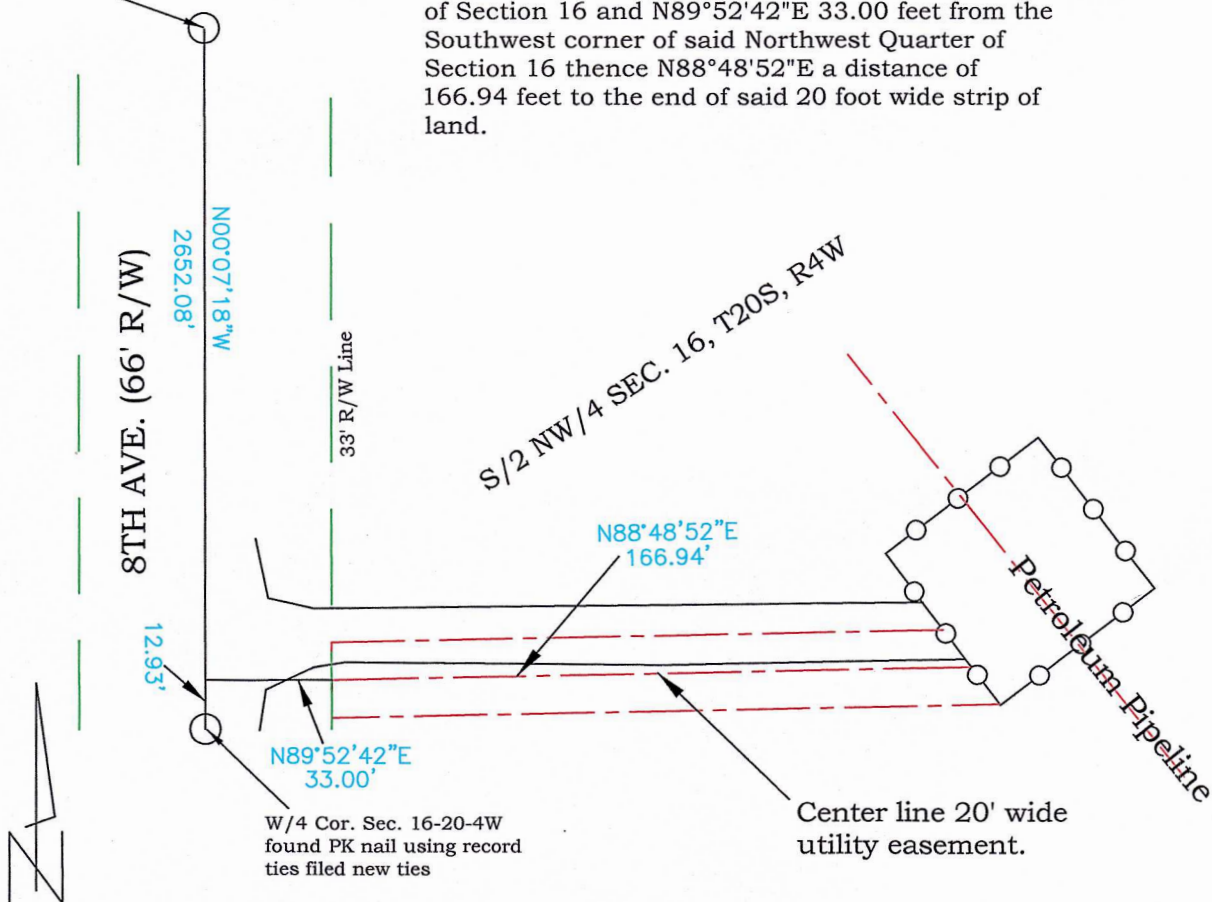 of Section 16 and N89°52'42"E 33.00 feet from the
Southwest corner of said Northwest Quarter of
Section 16 thence N88°48'52"E a distance of
166.94 feet to the end of said 20 foot wide strip of
land.
8TH AVE. (66' R/W)
N00°07'18"W
2652.08'
33' R/W Line
S/2 NW/4 SEC. 16, T20S, R4W
N88°48'52"E
166.94'
Petroleum Pipeline
12.93'
N89°52'42"E
33.00'
W/4 Cor. Sec. 16-20-4W
found PK nail using record
ties filed new ties
Center line 20' wide
utility easement.
N